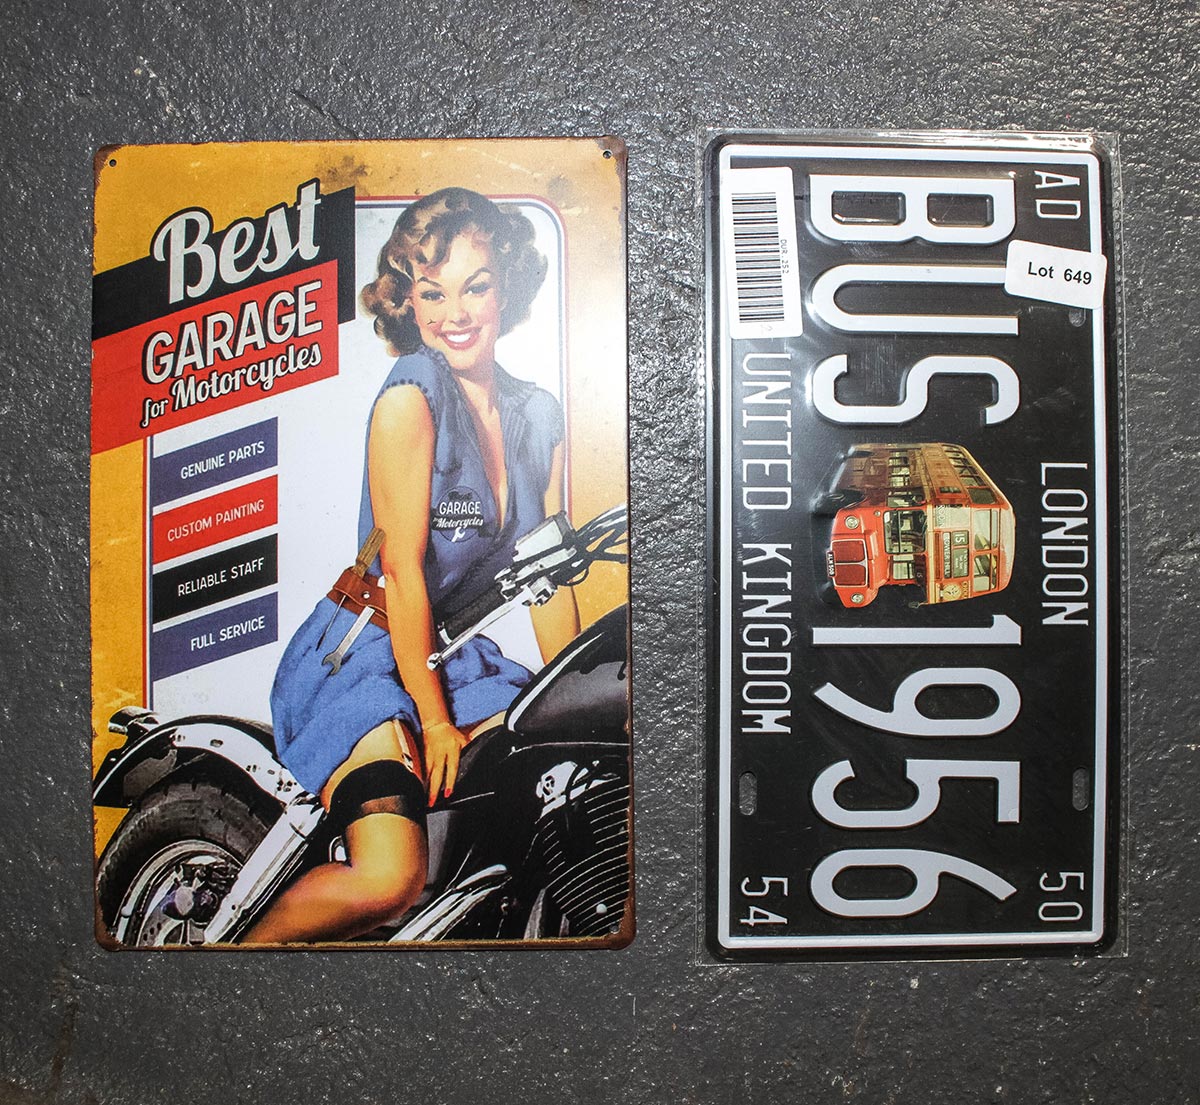 Best
GARAGE
for Motorcycles
GENUINE PARTS
CUSTOM PAINTING
RELIABLE STAFF
FULL SERVICE
GARAGE
Motorcycles
AD LONDON 50
BUS 1956
UNITED KINGDOM 54
Lot 649
15